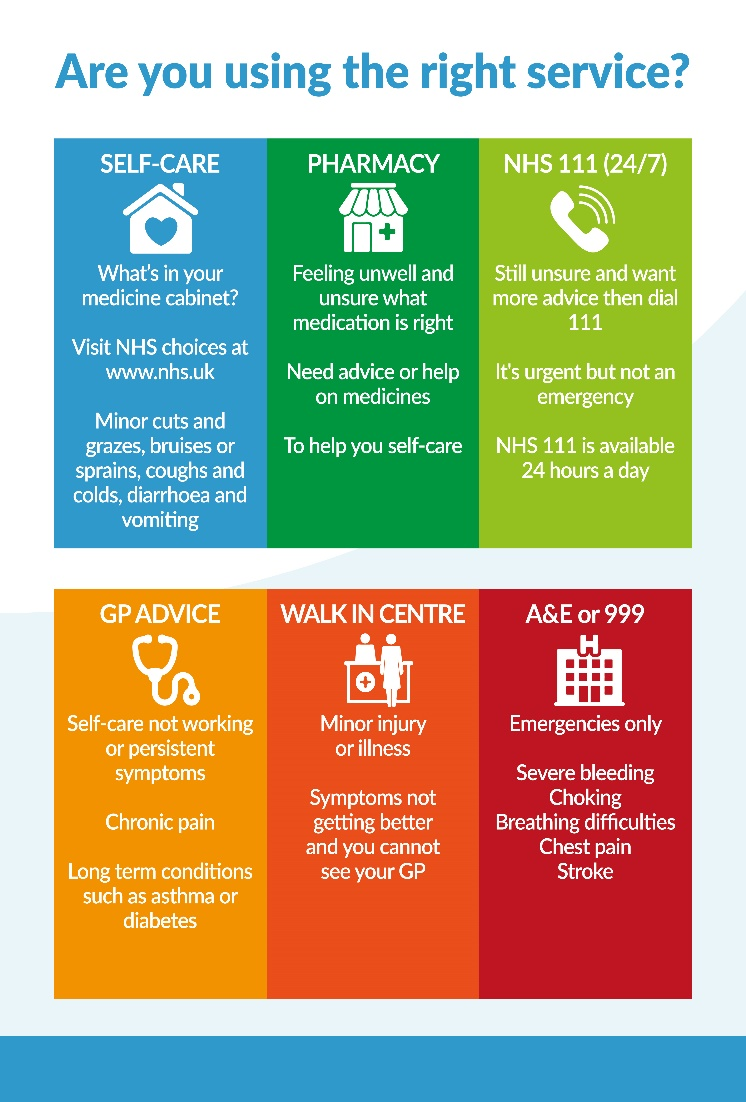 Are you using the right service?
SELF-CARE
What's in your
medicine cabinet?
Visit NHS choices at
www.nhs.uk
Minor cuts and
grazes, bruises or
sprains, coughs and
colds, diarrhoea and
vomiting
PHARMACY
Feeling unwell and
unsure what
medication is right
Need advice or help
on medicines
To help you self-care
NHS 111 (24/7)
Still unsure and want
more advice then dial
111
It's urgent but not an
emergency
NHS 111 is available
24 hours a day
GP ADVICE
Self-care not working
or persistent
symptoms
Chronic pain
Long term conditions
such as asthma or
diabetes
WALK IN CENTRE
Minor injury
or illness
Symptoms not
getting better
and you cannot
see your GP
A&E or 999
H
Emergencies only
Severe bleeding
Choking
Breathing difficulties
Chest pain
Stroke